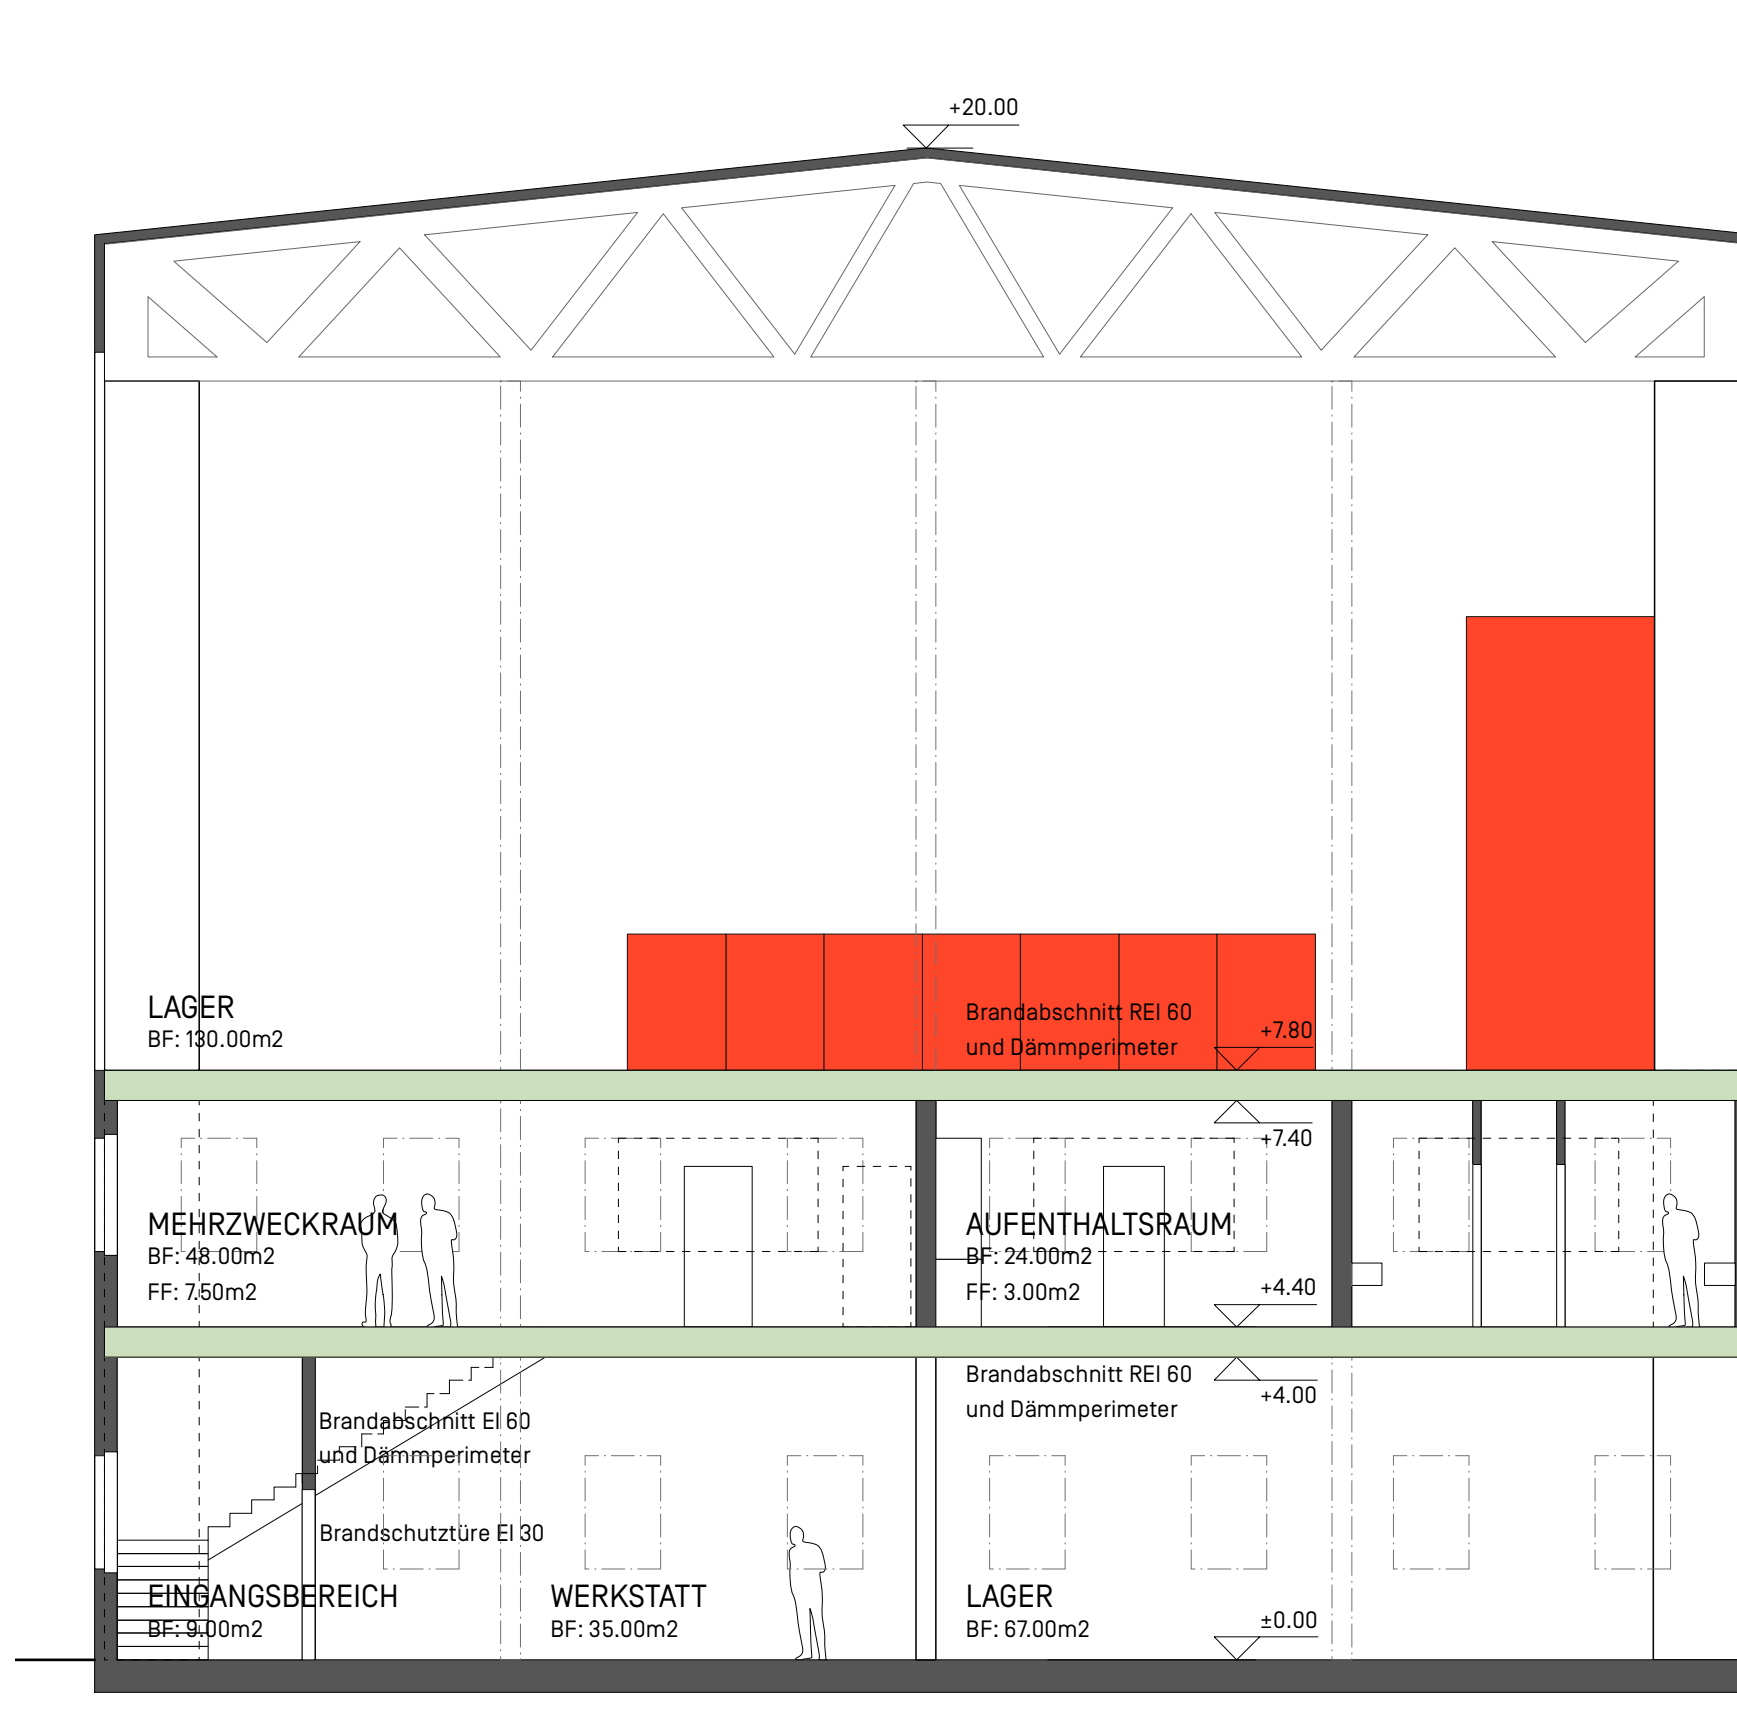 +20.00
LAGER
BF: 130.00m2
Brandabschnitt REI 60
und Dämmperimeter
+7.80
+7.40
MEHRZWECKRAUM
BF: 48.00m2
FF: 7.50m2
AUFENTHALTSRAUM
BF: 24.00m2
FF: 3.00m2
+4.40
Brandabschnitt REI 60
und Dämmperimeter
+4.00
Brandabschnitt EI 60
und Dämmperimeter
Brandschutztüre EI 30
EINGANGSBEREICH
BF: 9.00m2
WERKSTATT
BF: 35.00m2
LAGER
BF: 67.00m2
±0.00